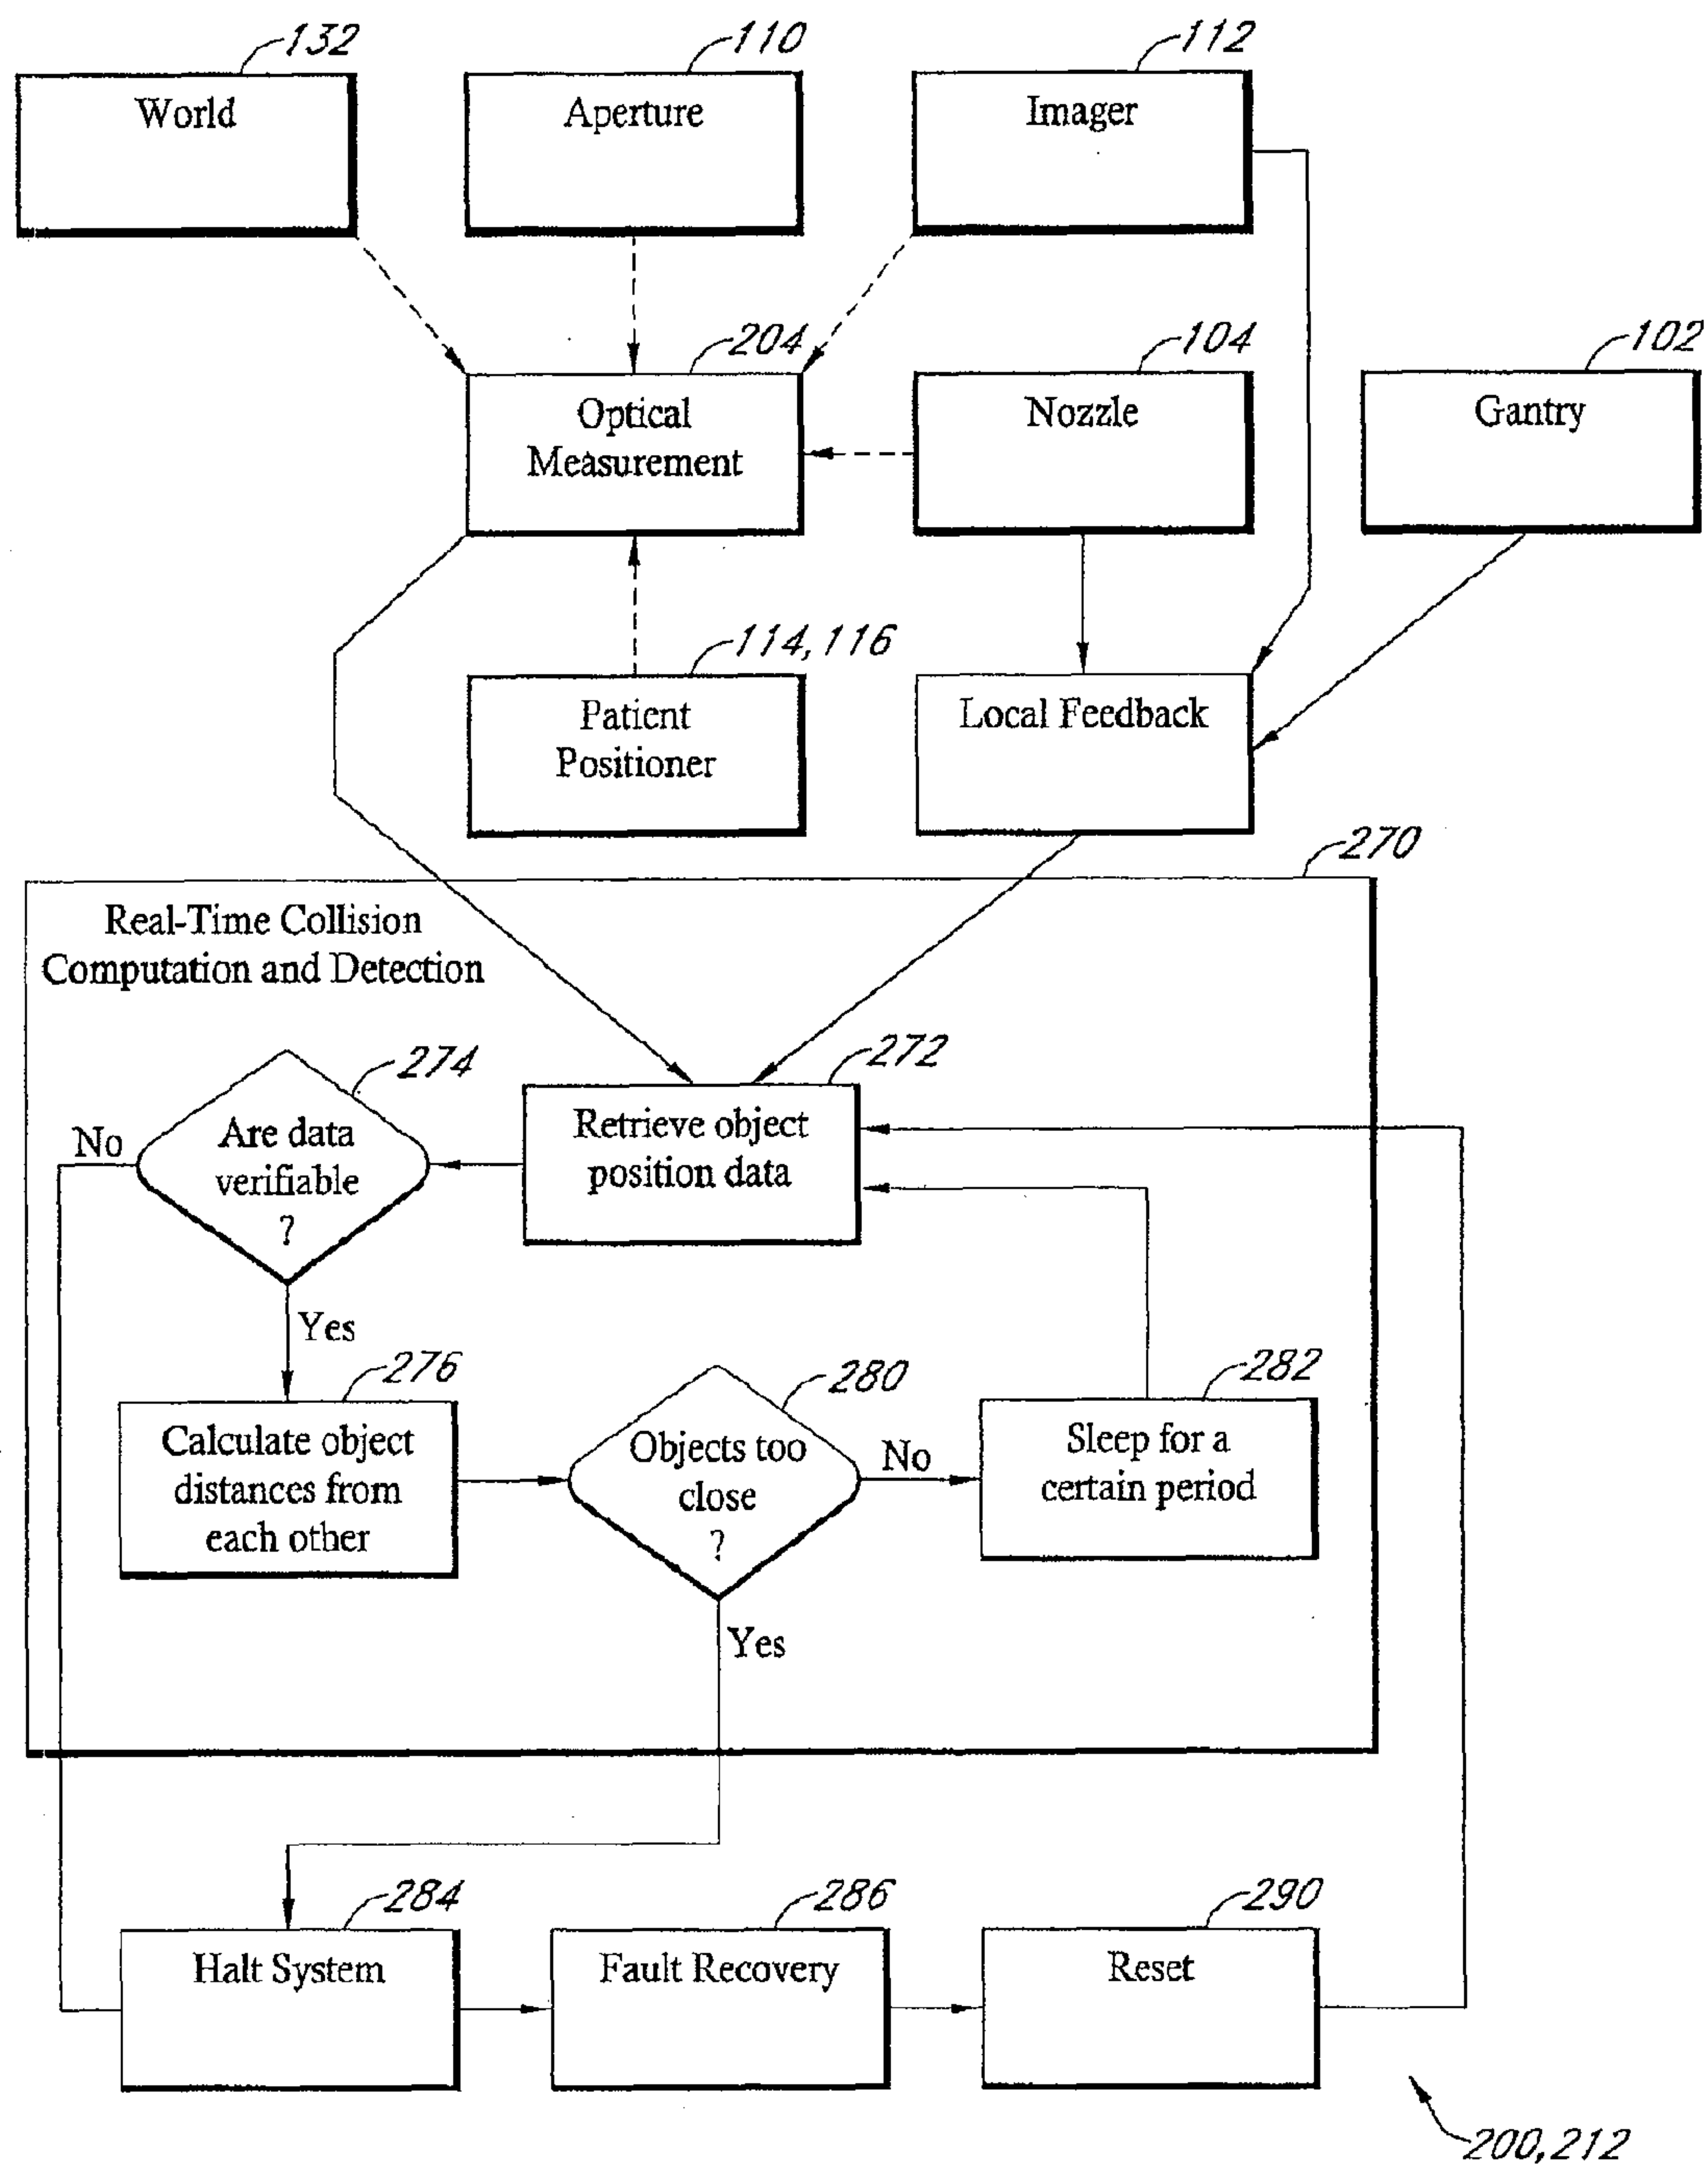 132
110
112
World
Aperture
Imager
204
104
102
Optical
Measurement
Nozzle
Gantry
114, 116
Patient
Positioner
Local Feedback
270
Real-Time Collision
Computation and Detection
274
272
No
Are data
verifiable
?
Retrieve object
position data
Yes
276
280
282
Calculate object
distances from
each other
Objects too
close
?
No
Sleep for a
certain period
Yes
284
286
290
Halt System
Fault Recovery
Reset
200, 212